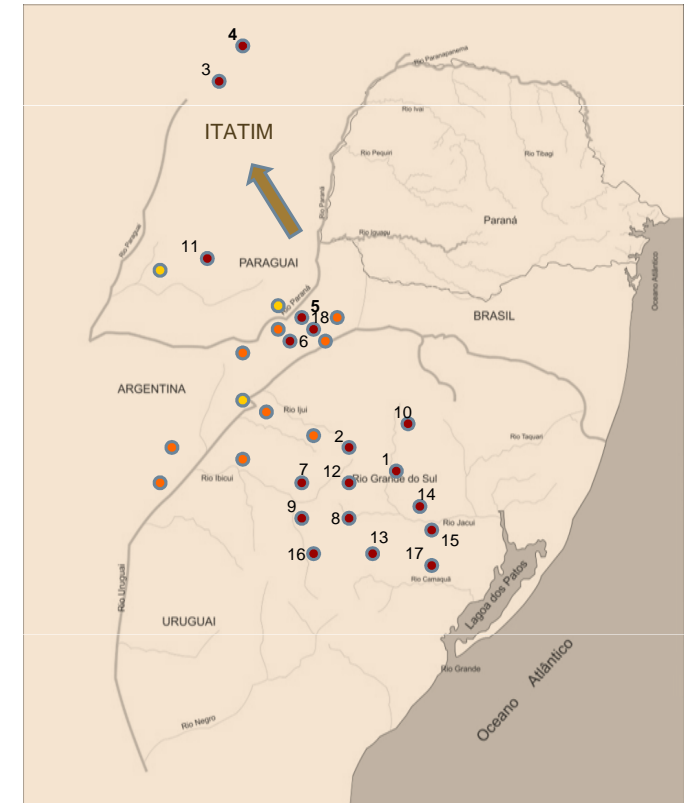 4
3
Rio Paranapanema
Rio Ivai
ITATIM
Rio Pequiri
Rio Tibagi
Rio Paraná
Paraná
Rio Paraguai
Rio Iguaçu
11
PARAGUAI
Oceano Atlântico
Rio Paraná
5
18
BRASIL
6
ARGENTINA
Rio Ijuí
10
2
Rio Taquari
1
Rio Ibicui
7
12
Rio Grande do Sul
14
9
8
Rio Jacui
15
13
16
17
Rio Camaquã
Rio Uruguai
Lagoa dos Patos
URUGUAI
Rio Grande
Oceano Atlântico
Rio Negro